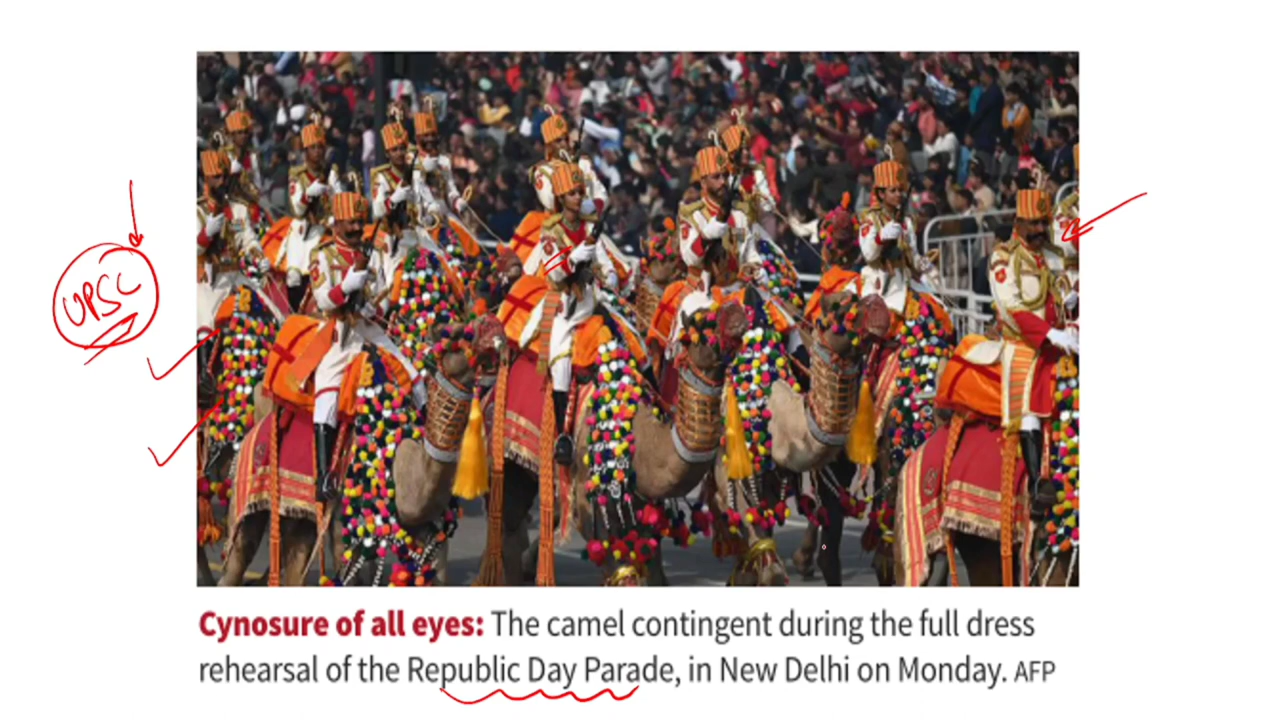 UPSC
Cynosure of all eyes: The camel contingent during the full dress
rehearsal of the Republic Day Parade, in New Delhi on Monday. AFP